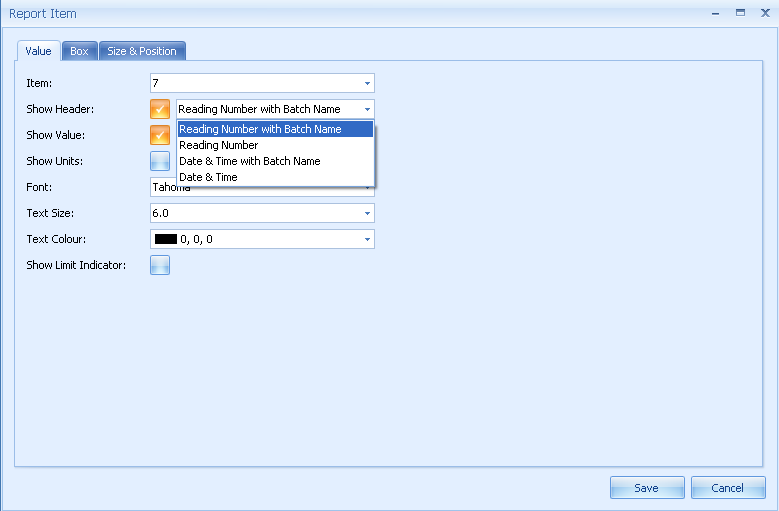 Report Item
Value Box Size & Position
Item: 7
Show Header: Reading Number with Batch Name
Reading Number with Batch Name
Show Value:
Reading Number
Show Units: Date & Time with Batch Name
Date & Time
Font: Tahoma
Text Size: 6.0
Text Colour: 0, 0, 0
Show Limit Indicator:
Save Cancel